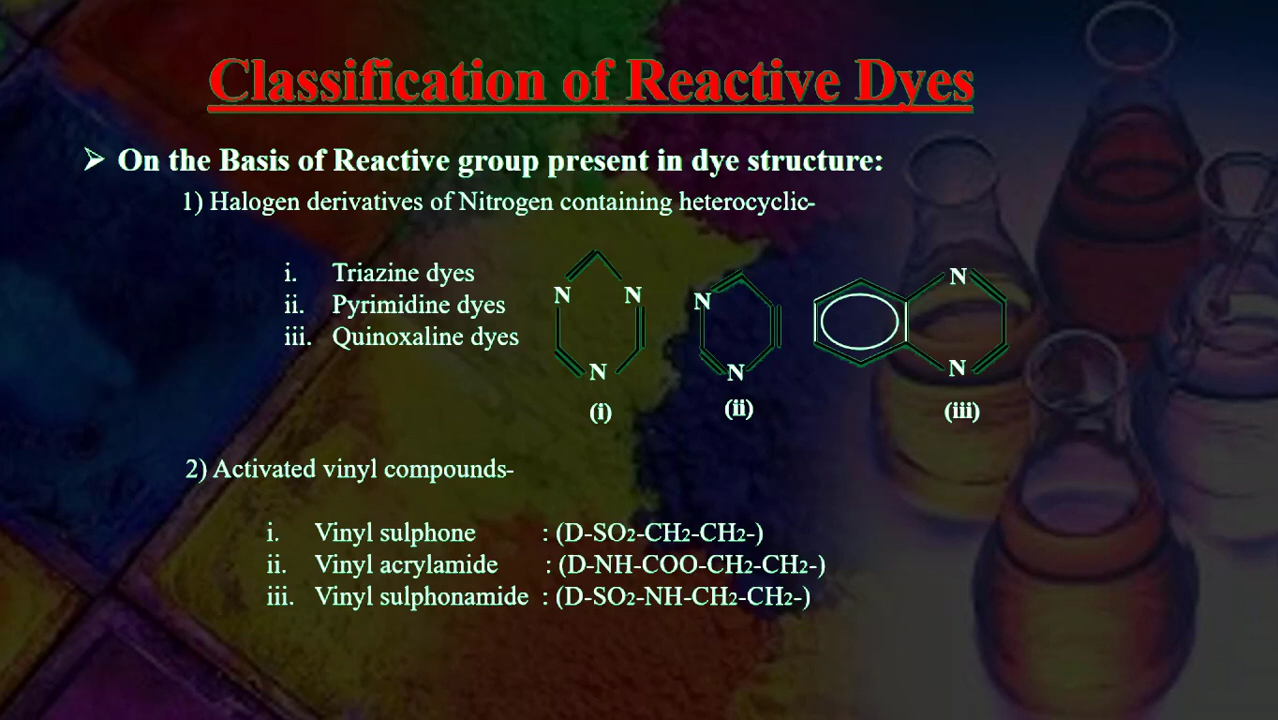 Classification of Reactive Dyes
➢ On the Basis of Reactive group present in dye structure:
1) Halogen derivatives of Nitrogen containing heterocyclic-
i. Triazine dyes
ii. Pyrimidine dyes
iii. Quinoxaline dyes
N N N
(i)
N N
(ii)
N N
(iii)
2) Activated vinyl compounds-
i. Vinyl sulphone : (D-SO2-CH2-CH2-)
ii. Vinyl acrylamide : (D-NH-COO-CH2-CH2-)
iii. Vinyl sulphonamide : (D-SO2-NH-CH2-CH2-)